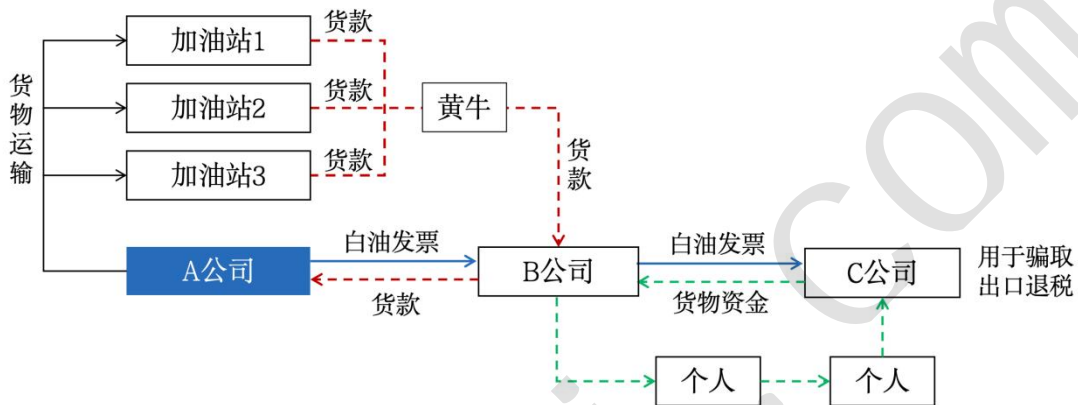 加油站1
货款
货款
加油站2
货款
黄牛
货物运输
加油站3
货款
货款
A公司
白油发票
货款
B公司
白油发票
货物资金
C公司
用于骗取
出口退税
个人
个人